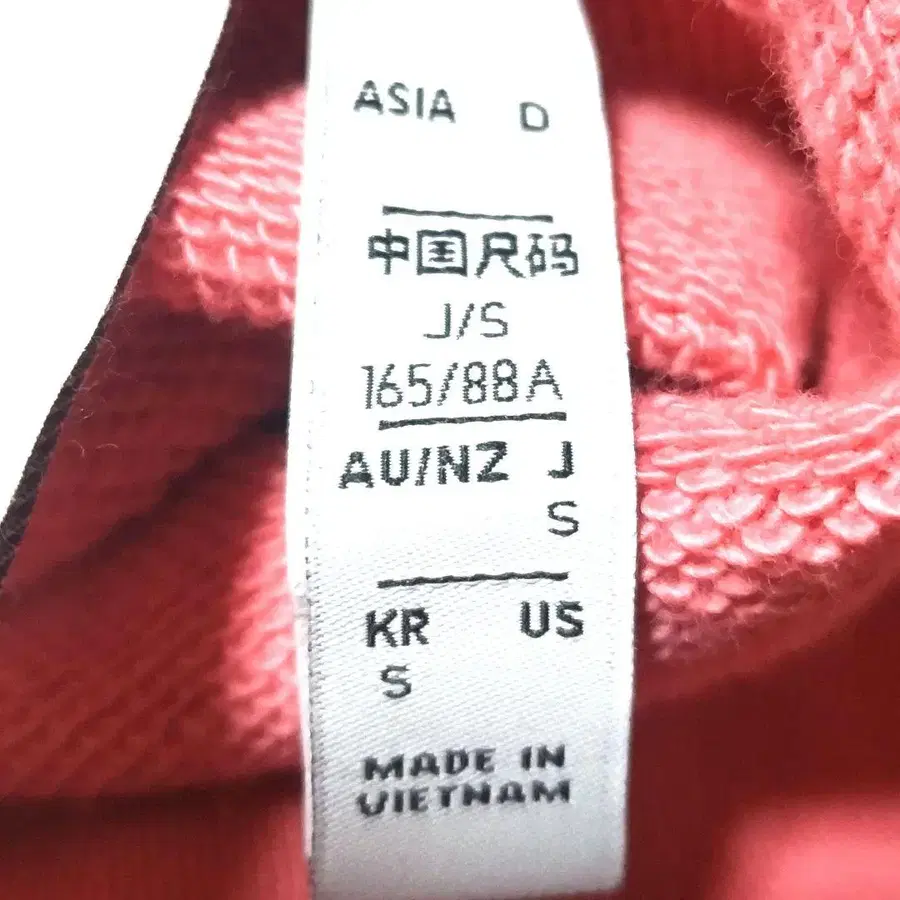 ASIA D
中国尺码
J/S
165/88A
AU/NZ J
S
KR US
S
MADE IN
VIETNAM